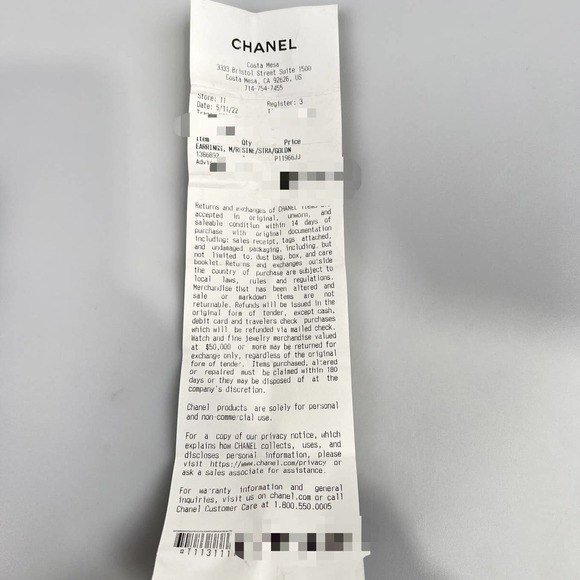 CHANEL
Costa Mesa
3333 Bristol Street Suite 1500
Costa Mesa, CA 92626, US
714-754-7455
Store: 11
Register: 3
Date: 5/11/22
Item Qty Price
EARRINGS, M/RESINE/STRA/GOLDN
P11966JJ
Returns and exchanges of CHANEL items are
accepted in original, unworn, and
saleable condition within 14 days of
purchase with original documentation
including: sales receipt, tags attached,
and undamaged packaging, including, but
not limited to, dust bag, box, and care
booklet. Returns and exchanges outside
the country of purchase are subject to
local laws, rules and regulations.
Merchandise that has been altered and
sale or markdown items are not
returnable. Refunds will be issued in the
original form of tender, except cash,
debit card and travelers check purchases
which will be refunded via mailed check.
Watch and fine jewelry merchandise valued
at $50,000 or more may be returned for
exchange only, regardless of the original
form of tender. Items purchased, altered
or repaired must be claimed within 180
days or they may be disposed of at the
company's discretion.
Chanel products are solely for personal
and non-commercial use.
For a copy of our privacy notice, which
explains how CHANEL collects, uses, and
discloses personal information, please
visit https://www.chanel.com/privacy or
ask a sales associate for assistance.
For warranty information and general
inquiries, visit us on chanel.com or call
Chanel Customer Care at 1.800.550.0005